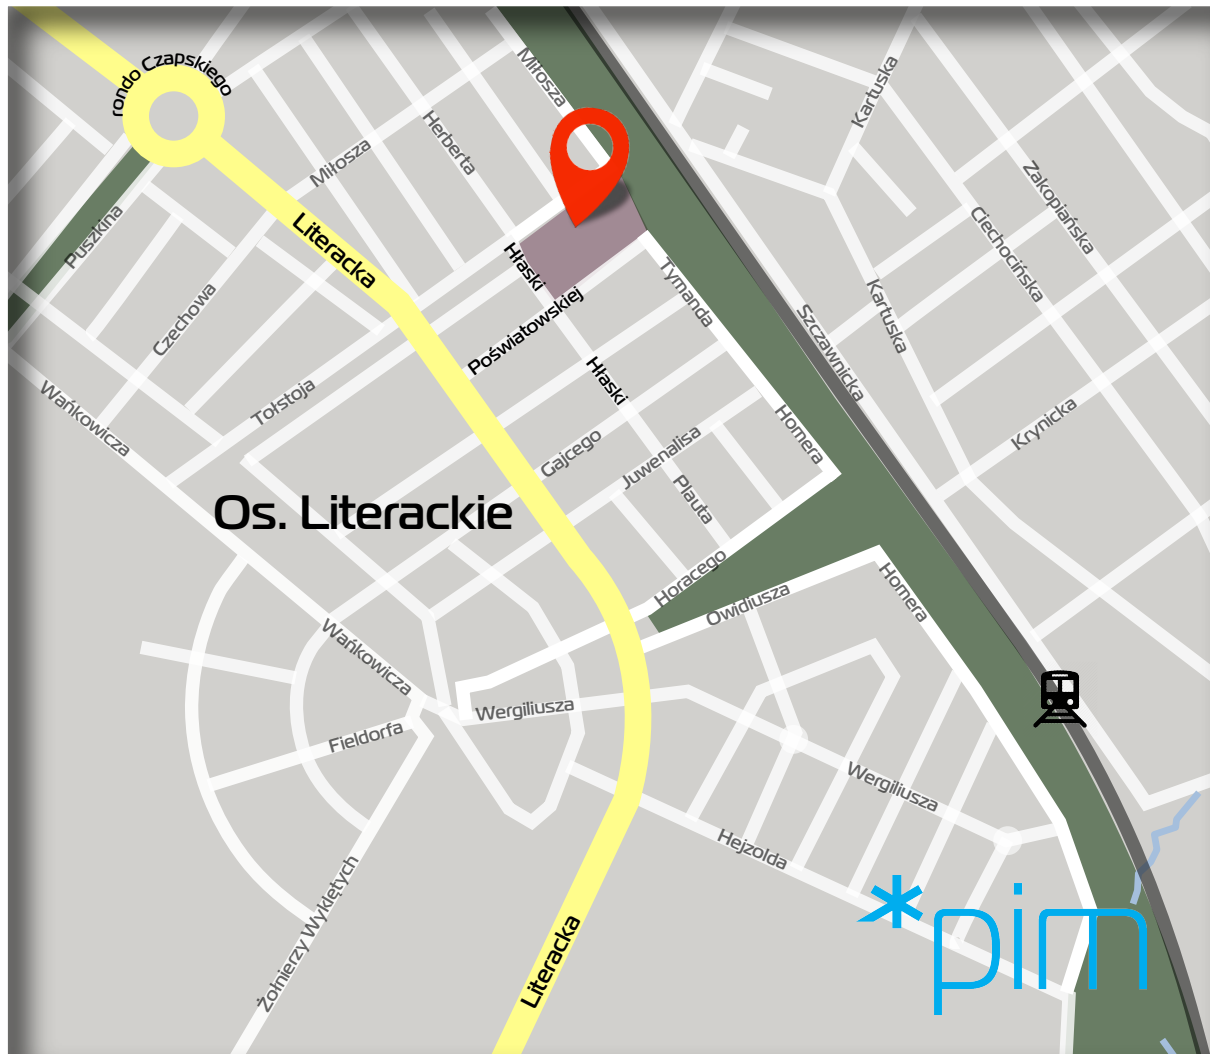 rondo Czapskiego
Miłosza
Kartuska
Herberta
Miłosza
Zakopiańska
Puszkina
Literacka
Hłaski
Ciechocińska
Tymanda
Czechowa
Poświatowskiej
Szczawnicka
Kartuska
Wańkowicza
Tołstoja
Hłaski
Homera
Krynicka
Gajcego
Juwenalisa
Plauta
Os. Literackie
Horacego
Owidiusza
Homera
Wańkowicza
Wergiliusza
Fieldorfa
Wergiliusza
Hejzolda
Żołnierzy Wyklętych
Literacka
*pim